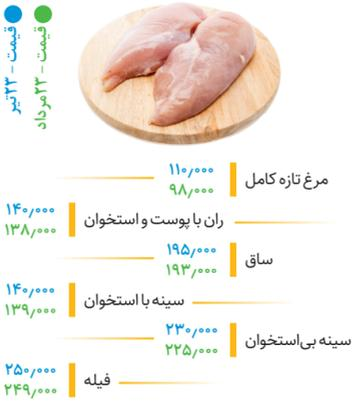 قیمت - ۲۳ تیر
قیمت - ۲۳ مرداد
مرغ تازه کامل
۱۱۰٫۰۰۰
۹۸٫۰۰۰
ران با پوست و استخوان
۱۴۰٫۰۰۰
۱۳۸٫۰۰۰
ساق
۱۹۵٫۰۰۰
۱۹۳٫۰۰۰
سینه با استخوان
۱۴۰٫۰۰۰
۱۳۹٫۰۰۰
سینه بی‌استخوان
۲۳۰٫۰۰۰
۲۲۵٫۰۰۰
فیله
۲۵۰٫۰۰۰
۲۴۹٫۰۰۰